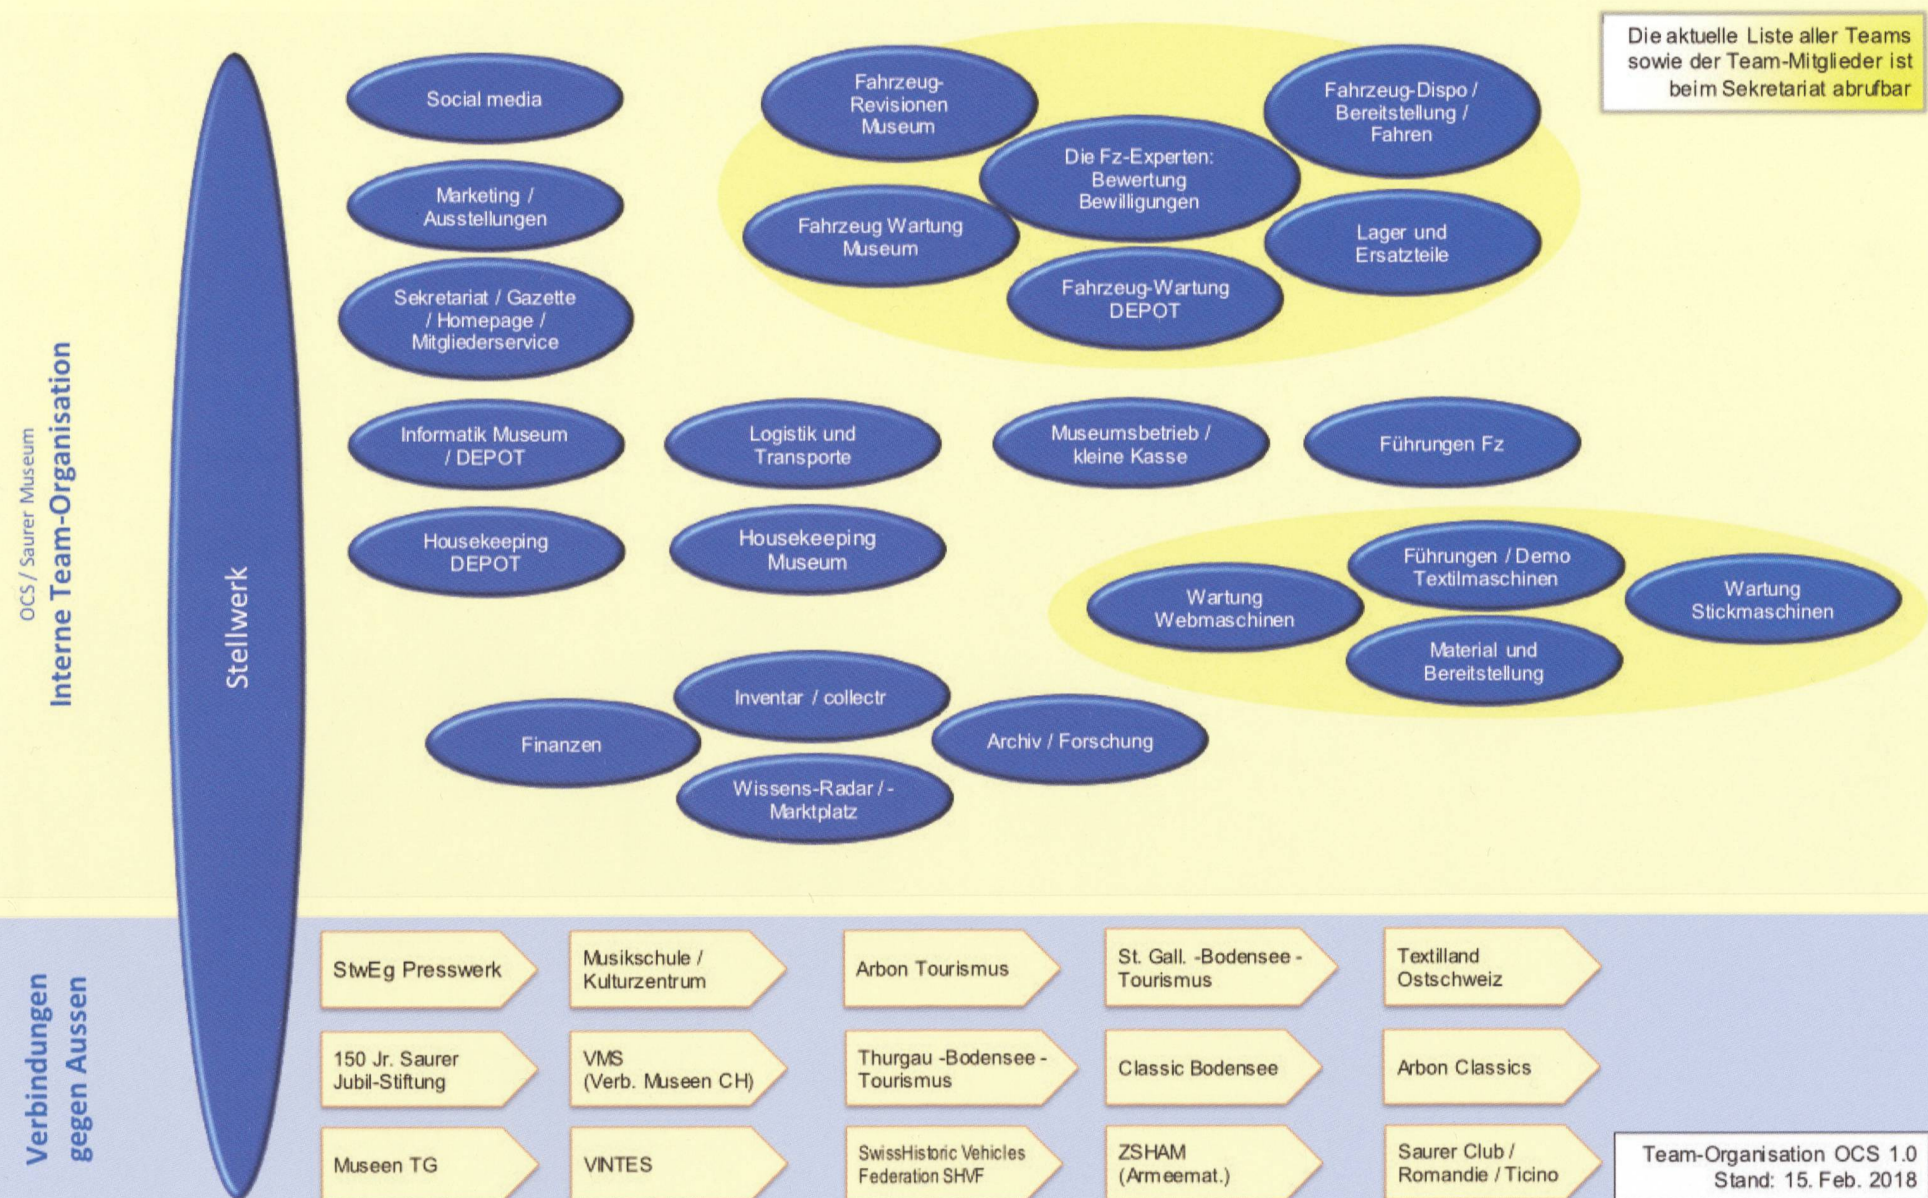 OCS / Saurer Museum
Interne Team-Organisation
Stellwerk
Social media
Marketing /
Ausstellungen
Sekretariat / Gazette
/ Homepage /
Mitgliederservice
Informatik Museum
/ DEPOT
Housekeeping
DEPOT
Fahrzeug-
Revisionen
Museum
Die Fz-Experten:
Bewertung
Bewilligungen
Fahrzeug-Dispo /
Bereitstellung /
Fahren
Fahrzeug Wartung
Museum
Fahrzeug-Wartung
DEPOT
Lager und
Ersatzteile
Die aktuelle Liste aller Teams
sowie der Team-Mitglieder ist
beim Sekretariat abrufbar
Logistik und
Transporte
Museumsbetrieb /
kleine Kasse
Führungen Fz
Housekeeping
Museum
Wartung
Webmaschinen
Führungen / Demo
Textilmaschinen
Material und
Bereitstellung
Wartung
Stickmaschinen
Finanzen
Inventar / collectr
Wissens-Radar / -
Marktplatz
Archiv / Forschung
Verbindungen
gegen Aussen
StwEg Presswerk
Musikschule /
Kulturzentrum
Arbon Tourismus
St. Gall. -Bodensee -
Tourismus
Textilland
Ostschweiz
150 Jr. Saurer
Jubil-Stiftung
VMS
(Verb. Museen CH)
Thurgau -Bodensee -
Tourismus
Classic Bodensee
Arbon Classics
Museen TG
VINTES
SwissHistoric Vehicles
Federation SHVF
ZSHAM
(Armeemat.)
Saurer Club /
Romandie / Ticino
Team-Organisation OCS 1.0
Stand: 15. Feb. 2018